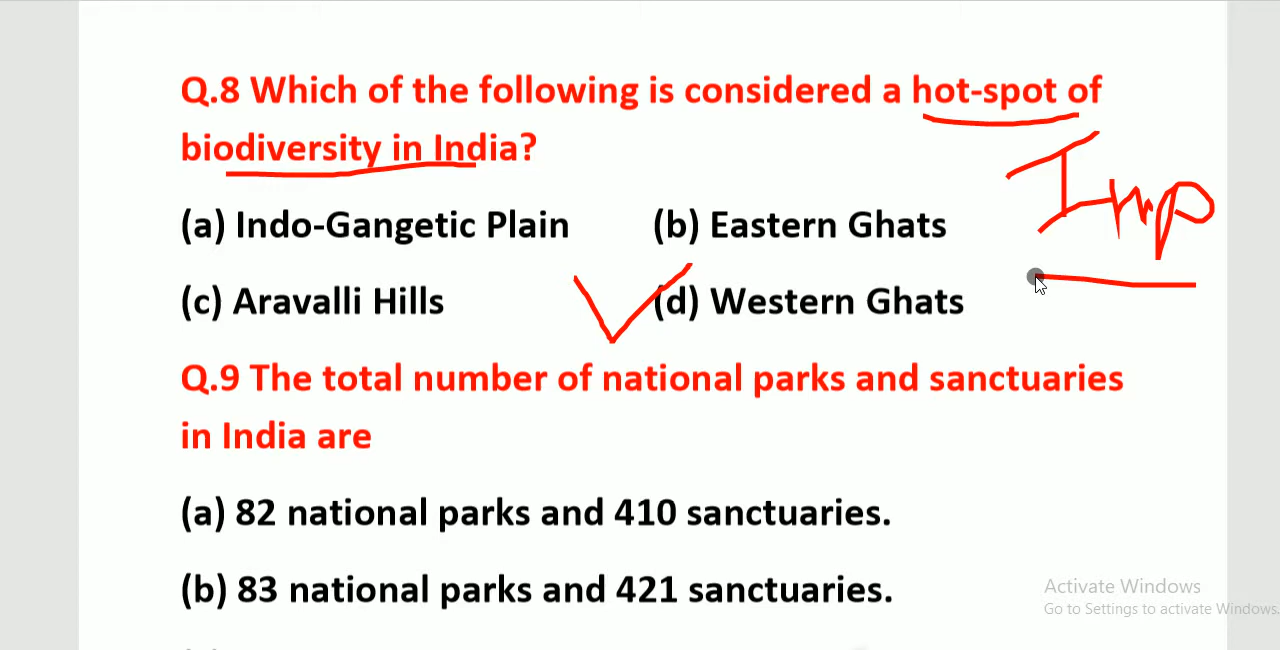 Q.8 Which of the following is considered a hot-spot of
biodiversity in India?
Imp
(a) Indo-Gangetic Plain (b) Eastern Ghats
(c) Aravalli Hills (d) Western Ghats
Q.9 The total number of national parks and sanctuaries
in India are
(a) 82 national parks and 410 sanctuaries.
(b) 83 national parks and 421 sanctuaries.
Activate Windows
Go to Settings to activate Windows.